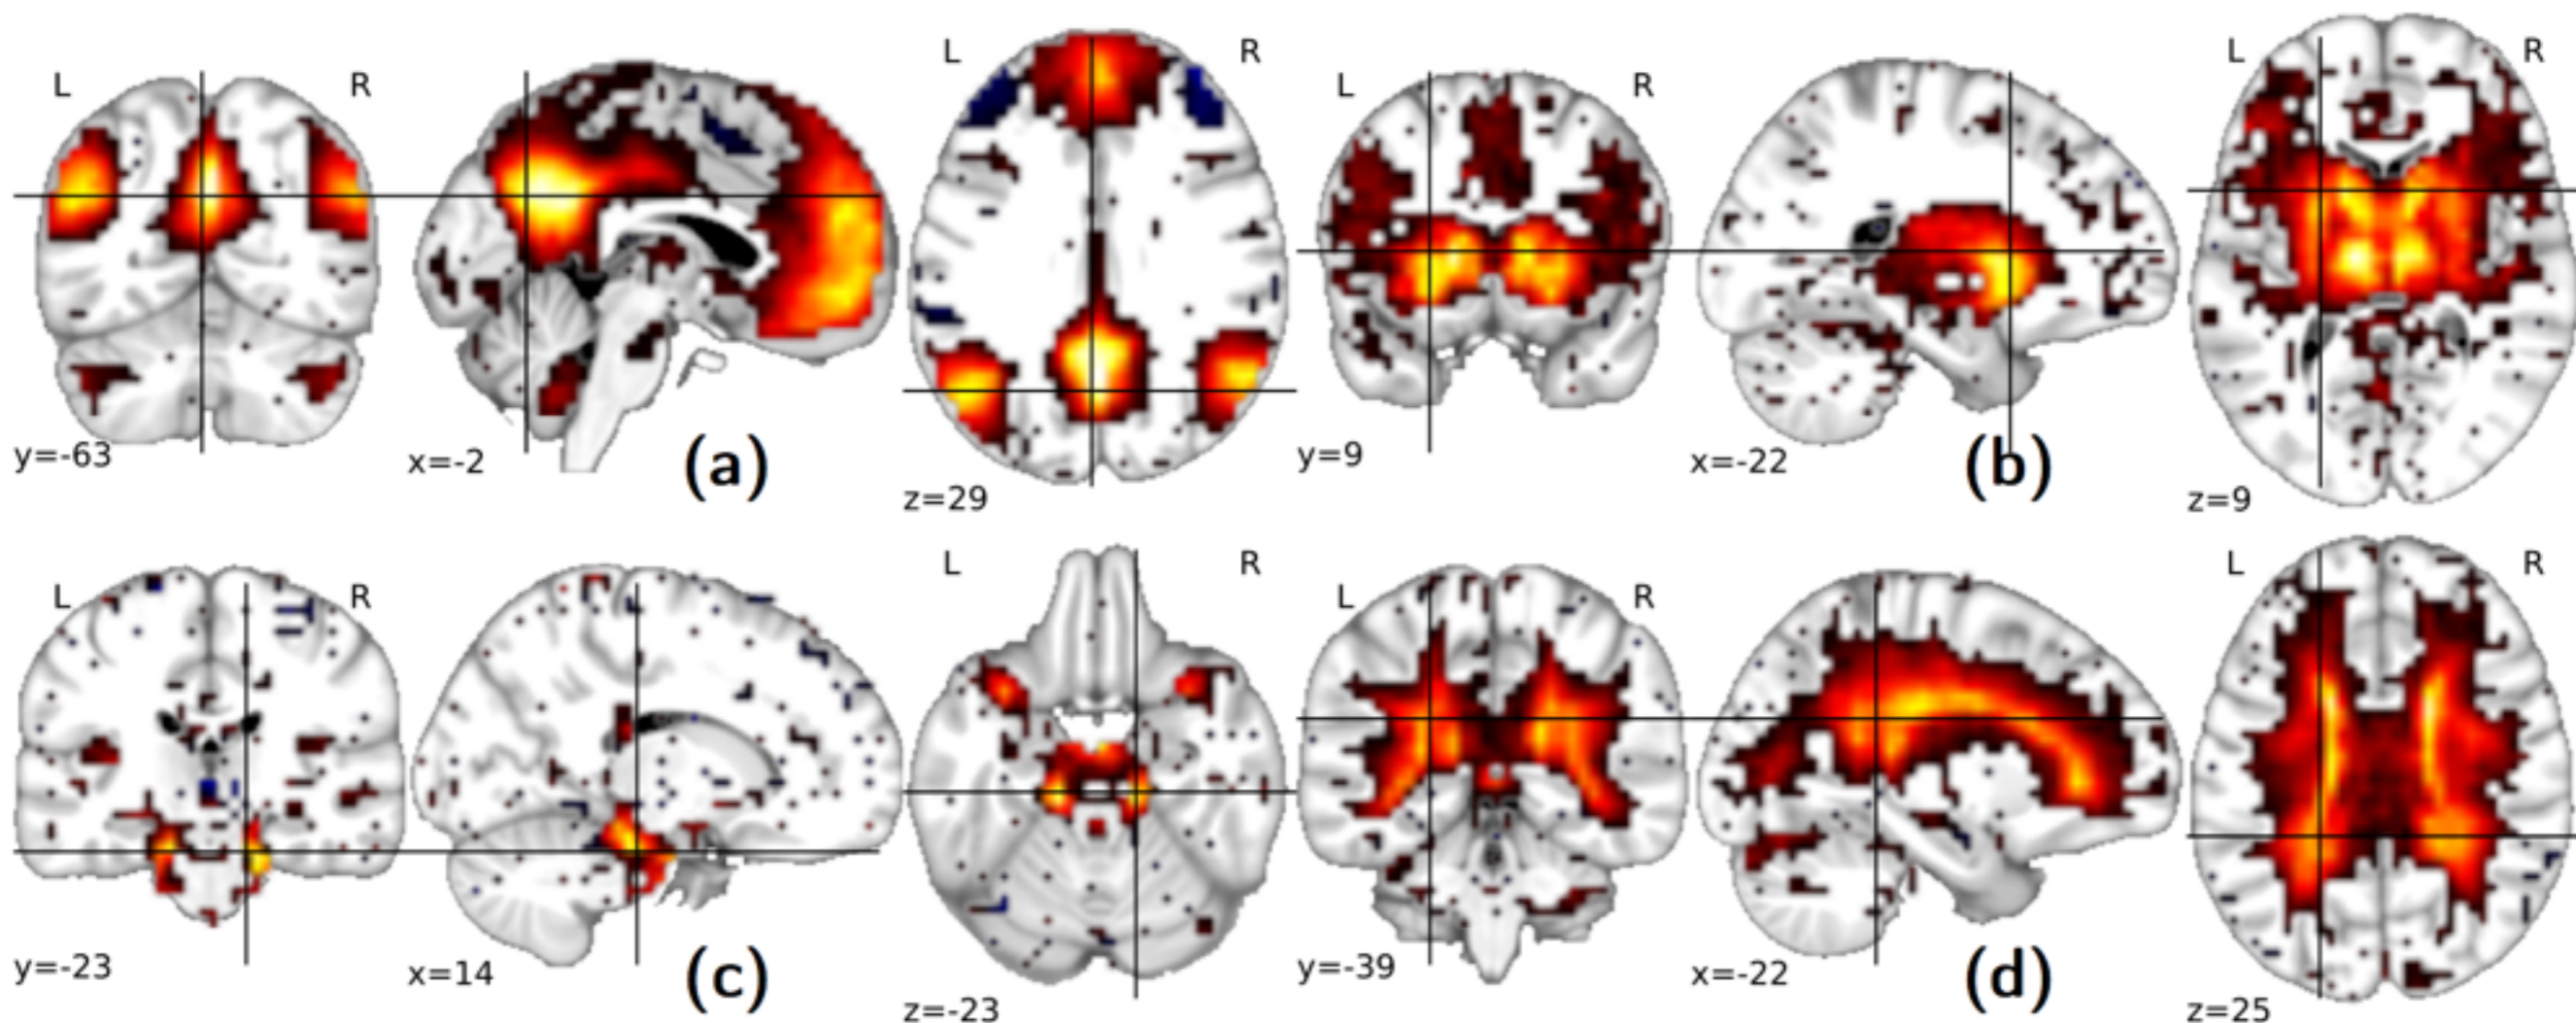 L R L R L R L R
y=-63 x=-2 (a) z=29 y=9 x=-22 (b) z=9
L R L R L R L R
y=-23 x=14 (c) z=-23 y=-39 x=-22 (d) z=25